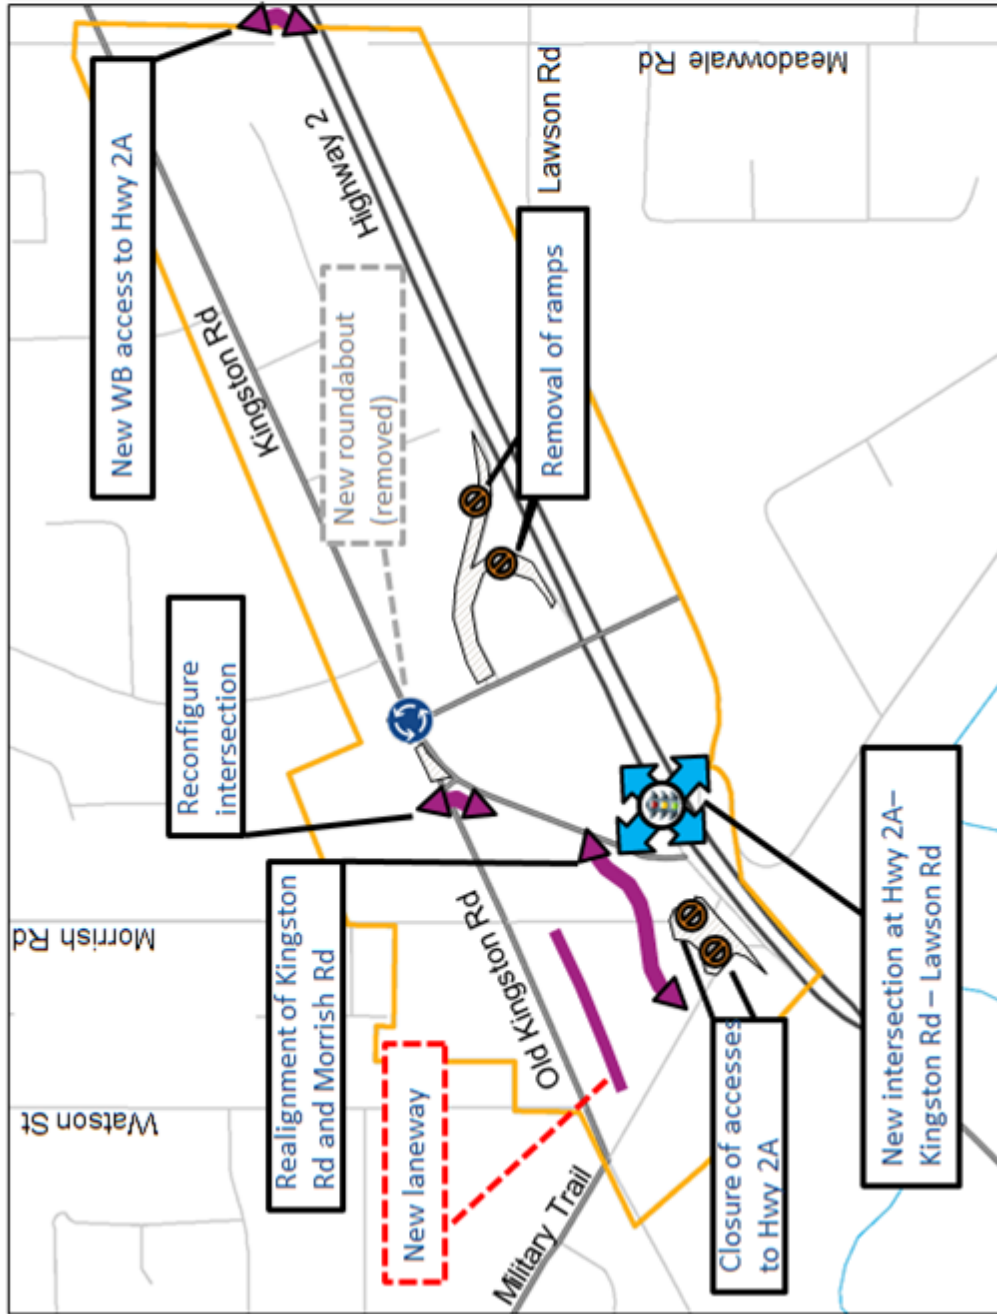 New WB access to Hwy 2A
Meadowvale Rd
Lawson Rd
Highway 2
Kingston Rd
New roundabout
(removed)
Removal of ramps
Reconfigure
intersection
Realignment of Kingston
Rd and Morrish Rd
Morrish Rd
Watson St
Old Kingston Rd
New laneway
Military Trail
Closure of accesses
to Hwy 2A
New intersection at Hwy 2A–
Kingston Rd – Lawson Rd